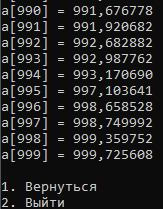 a[990] = 991,676778
a[991] = 991,920682
a[992] = 992,682882
a[993] = 992,987762
a[994] = 993,170690
a[995] = 997,103641
a[996] = 998,658528
a[997] = 998,749992
a[998] = 999,359752
a[999] = 999,725608
1. Вернуться
2. Выйти